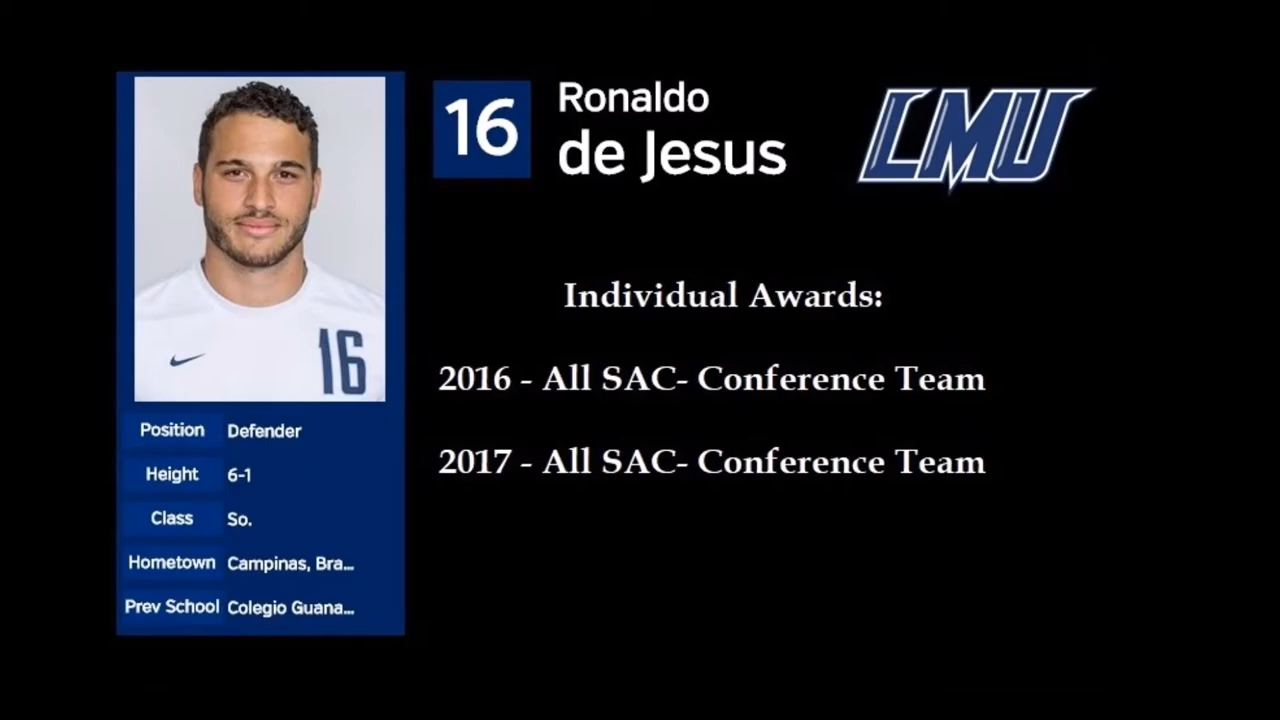 16
Ronaldo
de Jesus
LMU
16
Position Defender
Height 6-1
Class So.
Hometown Campinas, Bra...
Prev School Colegio Guana...
Individual Awards:
2016 - All SAC- Conference Team
2017 - All SAC- Conference Team